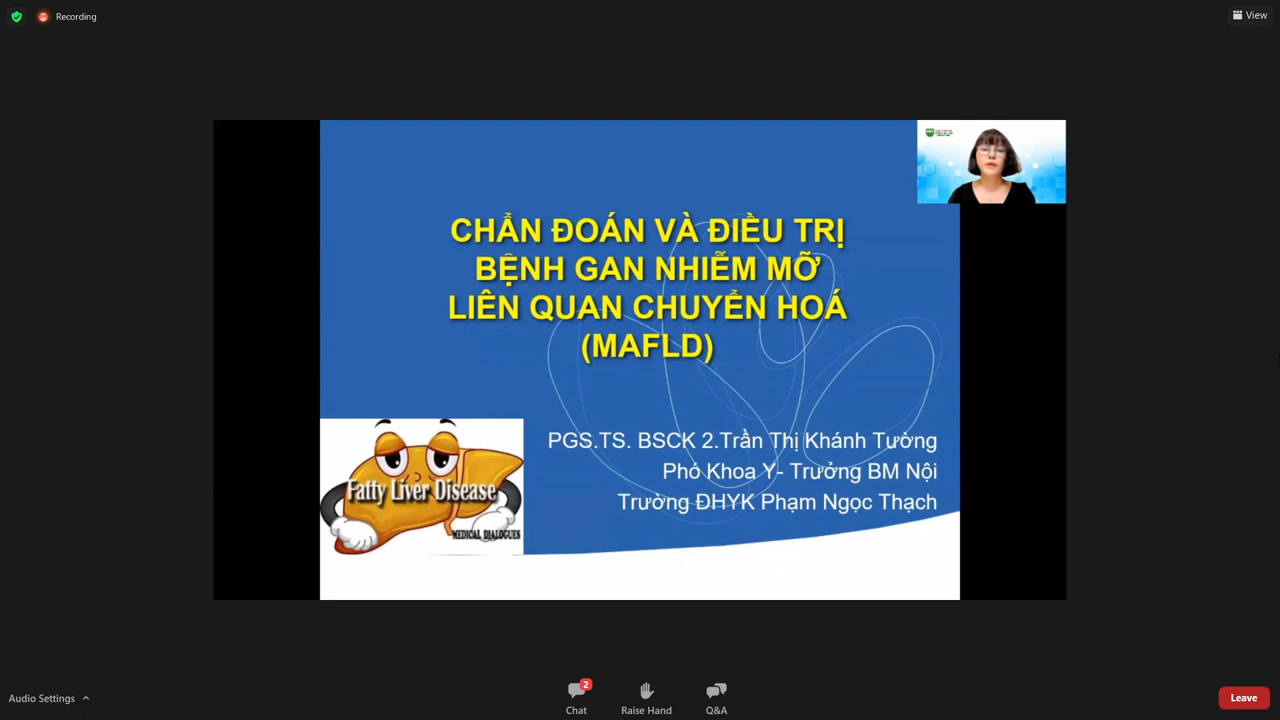 Recording
View
CHẨN ĐOÁN VÀ ĐIỀU TRỊ
BỆNH GAN NHIỄM MỠ
LIÊN QUAN CHUYỂN HOÁ
(MAFLD)
PGS.TS. BSCK 2.Trần Thị Khánh Tường
Phó Khoa Y- Trưởng BM Nội
Trường ĐHYK Phạm Ngọc Thạch
Fatty Liver Disease
MEDICAL DIALOGUES
Audio Settings
2
Chat
Raise Hand
Q&A
Leave